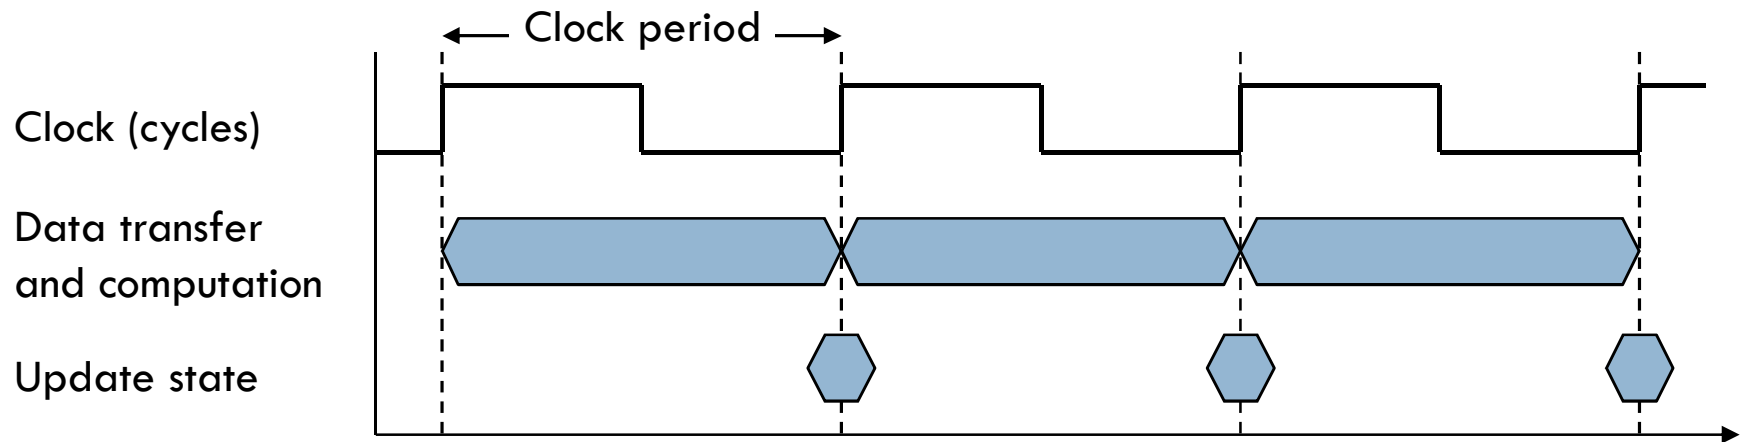 Clock period
Clock (cycles)
Data transfer
and computation
Update state